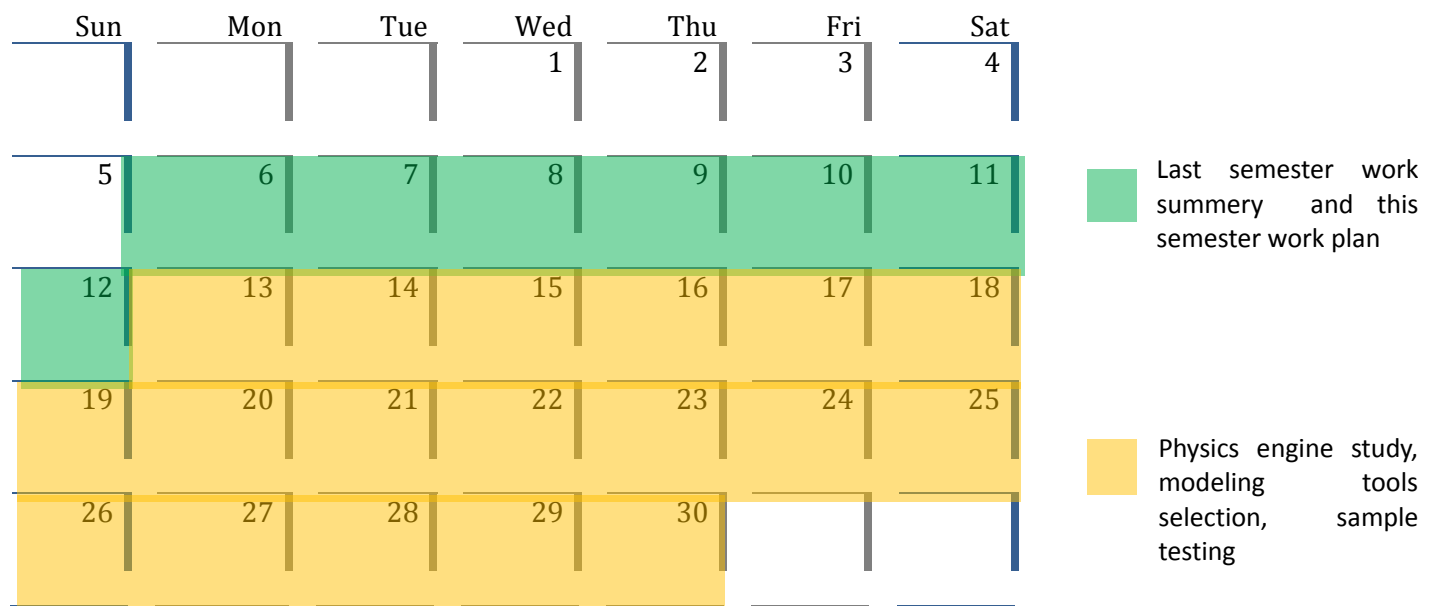 Sun Mon Tue Wed Thu Fri Sat
1 2 3 4
5 6 7 8 9 10 11
12 13 14 15 16 17 18
19 20 21 22 23 24 25
26 27 28 29 30
Last semester work
summery and this
semester work plan
Physics engine study,
modeling tools
selection, sample
testing